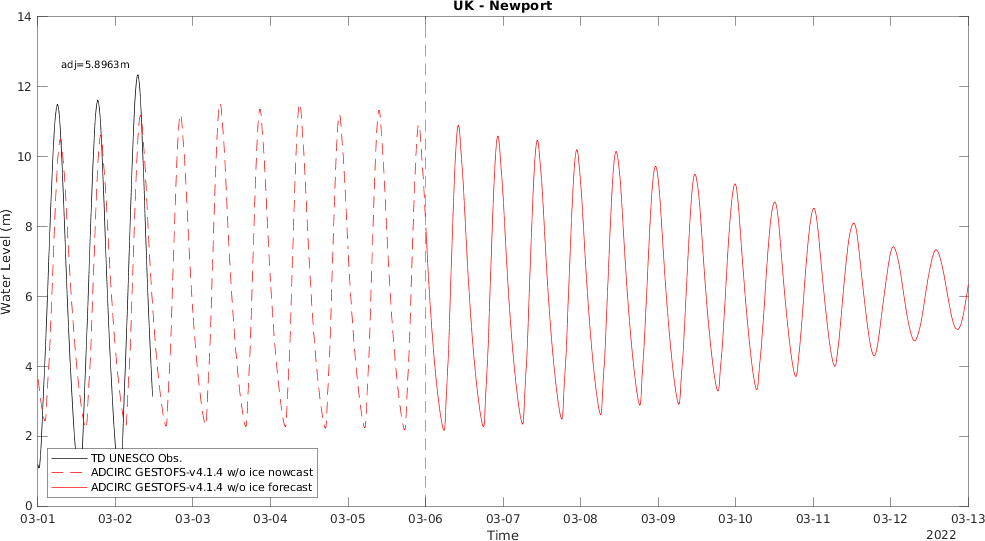 UK - Newport
adj=5.8963m
14
12
10
8
6
4
2
0
Water Level (m)
TD UNESCO Obs.
ADCIRC GESTOFS-v4.1.4 w/o ice nowcast
ADCIRC GESTOFS-v4.1.4 w/o ice forecast
03-01 03-02 03-03 03-04 03-05 03-06 03-07 03-08 03-09 03-10 03-11 03-12 03-13
Time
2022